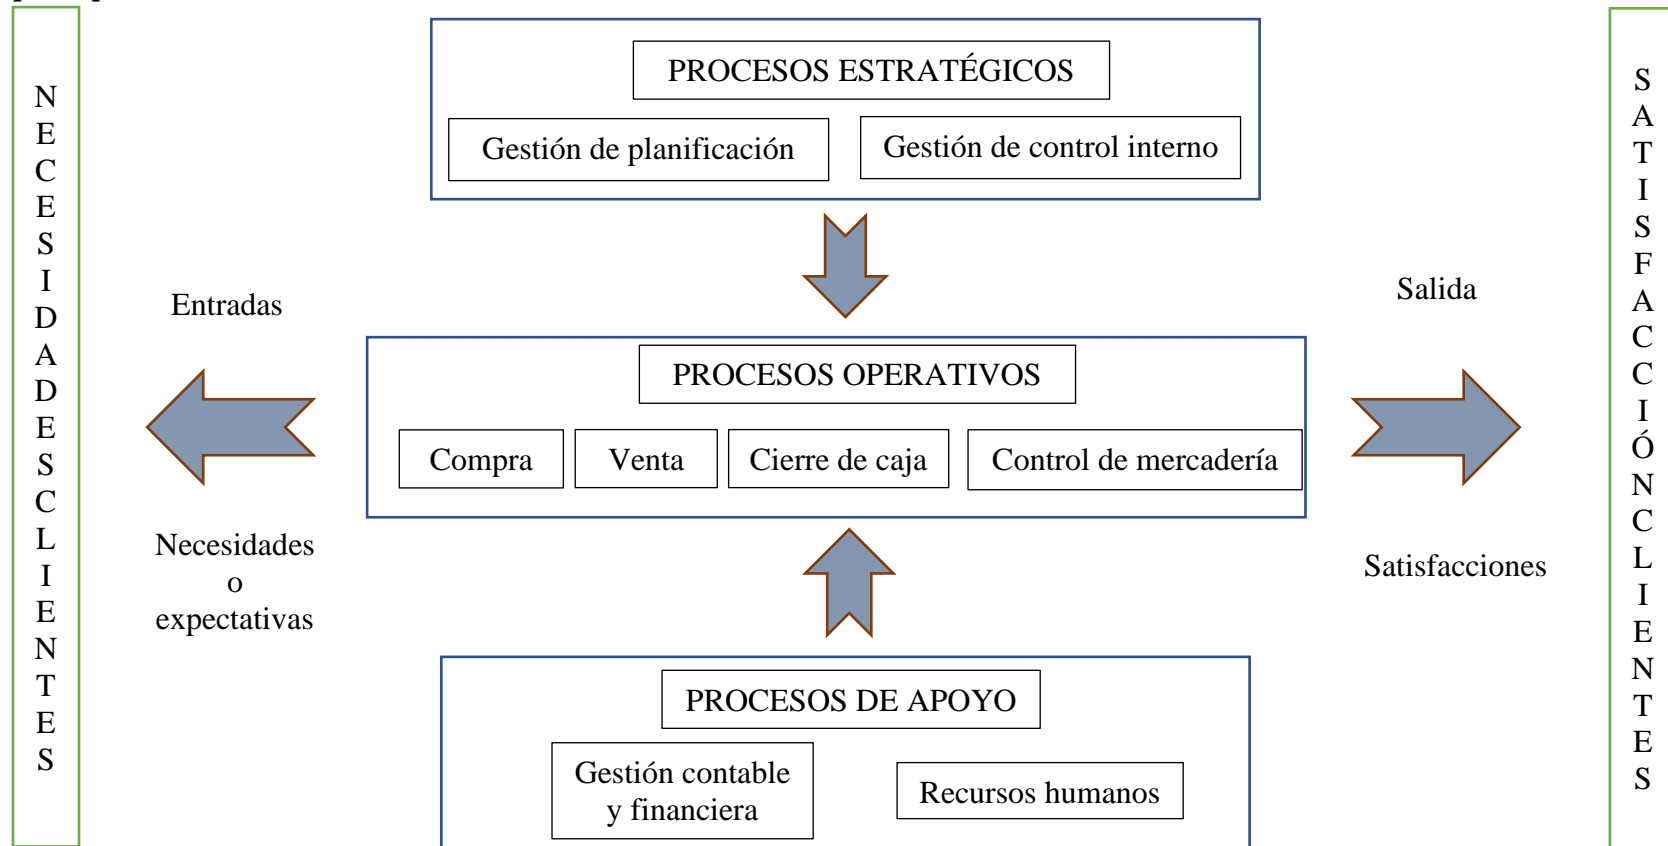 NECESIDADESCLIENTES
PROCESOS ESTRATÉGICOS
Gestión de planificación
Gestión de control interno
Entradas
Necesidades
o
expectativas
PROCESOS OPERATIVOS
Compra
Venta
Cierre de caja
Control de mercadería
Salida
Satisfacciones
PROCESOS DE APOYO
Gestión contable
y financiera
Recursos humanos
SATISFACCIÓNCLIENTES